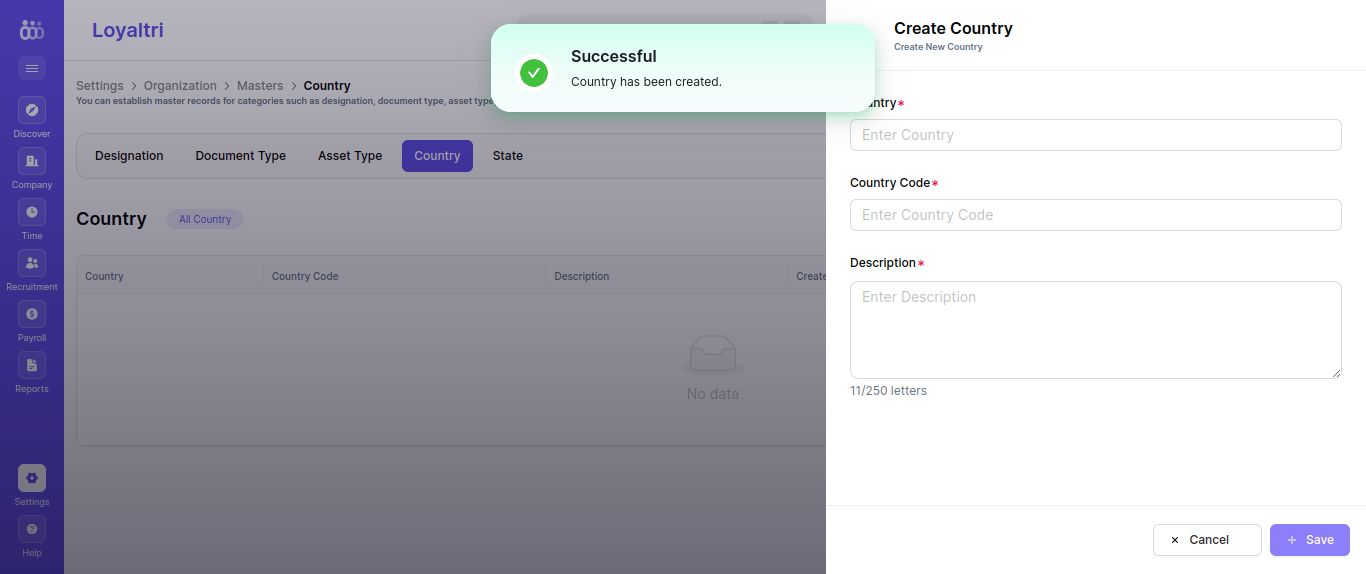 Loyaltri
Create Country
Create New Country
Successful
Country has been created.
Settings > Organization > Masters > Country
You can establish master records for categories such as designation, document type, asset type
Discover
Company
Time
Recruitment
Payroll
Reports
Settings
Help
Designation
Document Type
Asset Type
Country
State
Country
All Country
Country
Country Code
Description
Create
No data
untry*
Enter Country
Country Code*
Enter Country Code
Description*
Enter Description
11/250 letters
× Cancel
+ Save